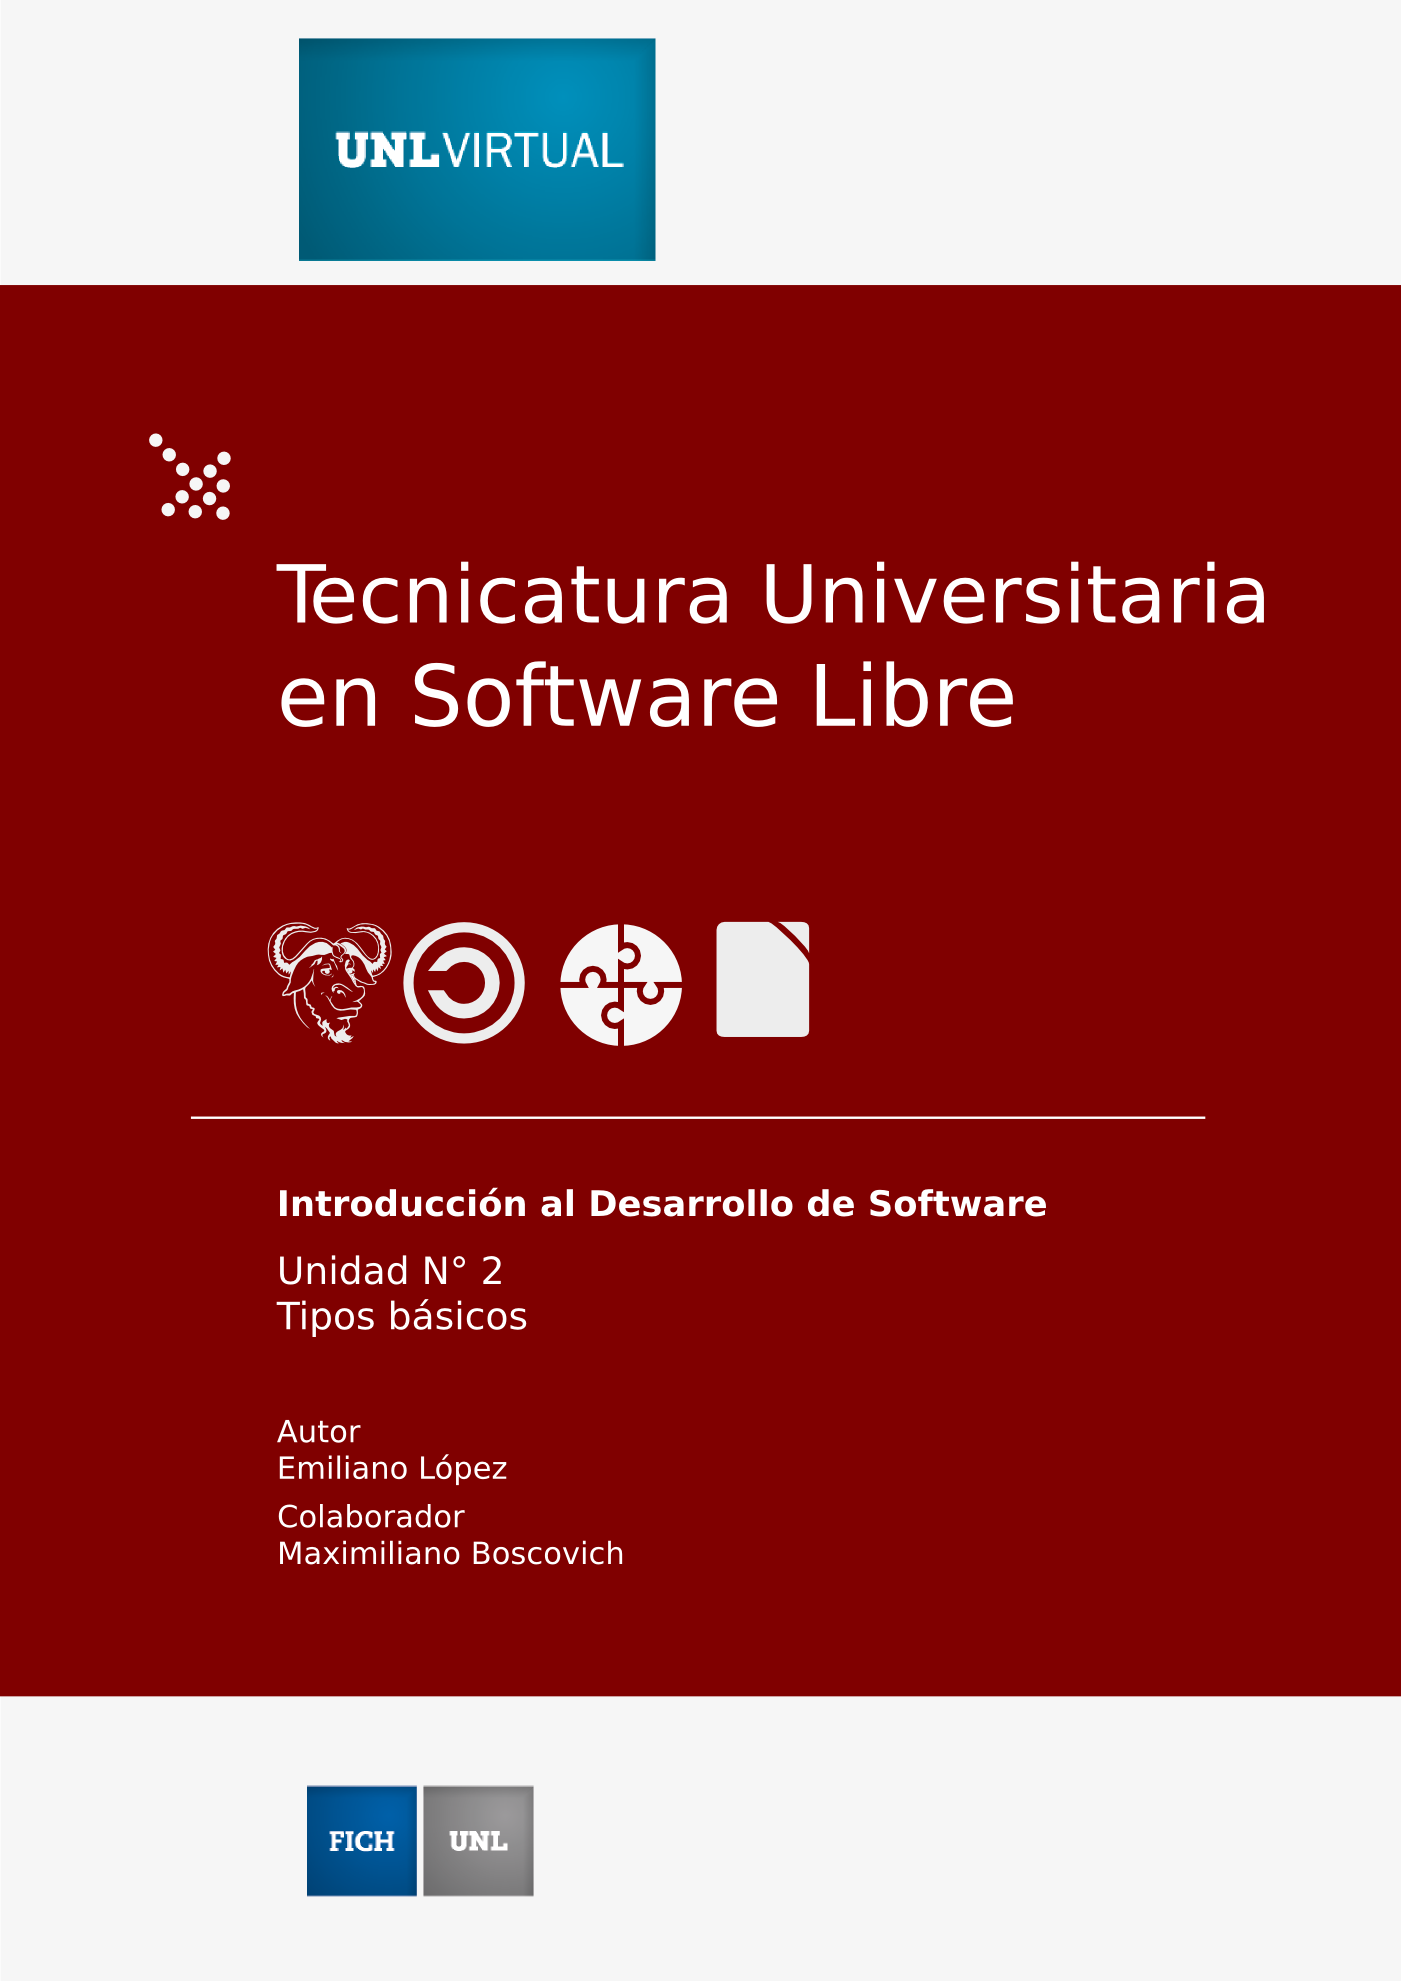 UNLVIRTUAL
Tecnicatura Universitaria
en Software Libre
Introducción al Desarrollo de Software
Unidad N° 2
Tipos básicos
Autor
Emiliano López
Colaborador
Maximiliano Boscovich
FICH UNL